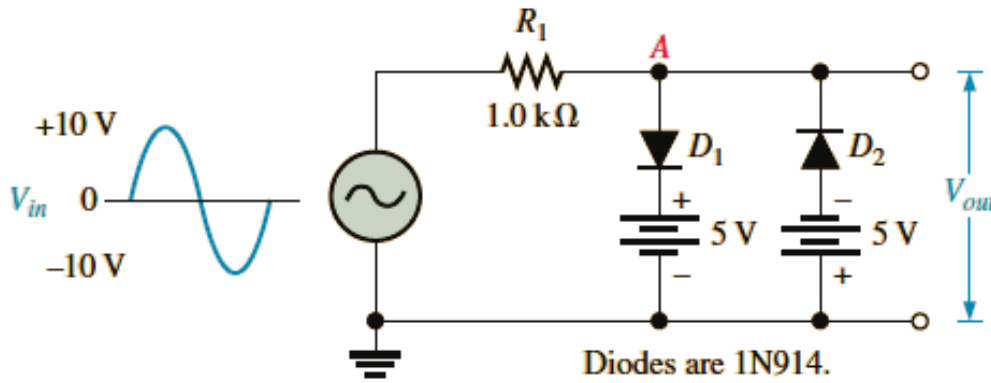 R1
A
1.0 kΩ
+10 V
Vin 0
–10 V
D1
D2
+
–
5 V
5 V
–
+
Vout
Diodes are 1N914.